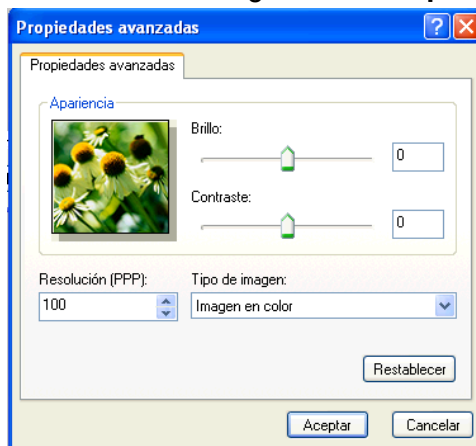 Propiedades avanzadas
Propiedades avanzadas
Apariencia
Brillo:
0
Contraste:
0
Resolución (PPP):
Tipo de imagen:
100
Imagen en color
Restablecer
Aceptar
Cancelar